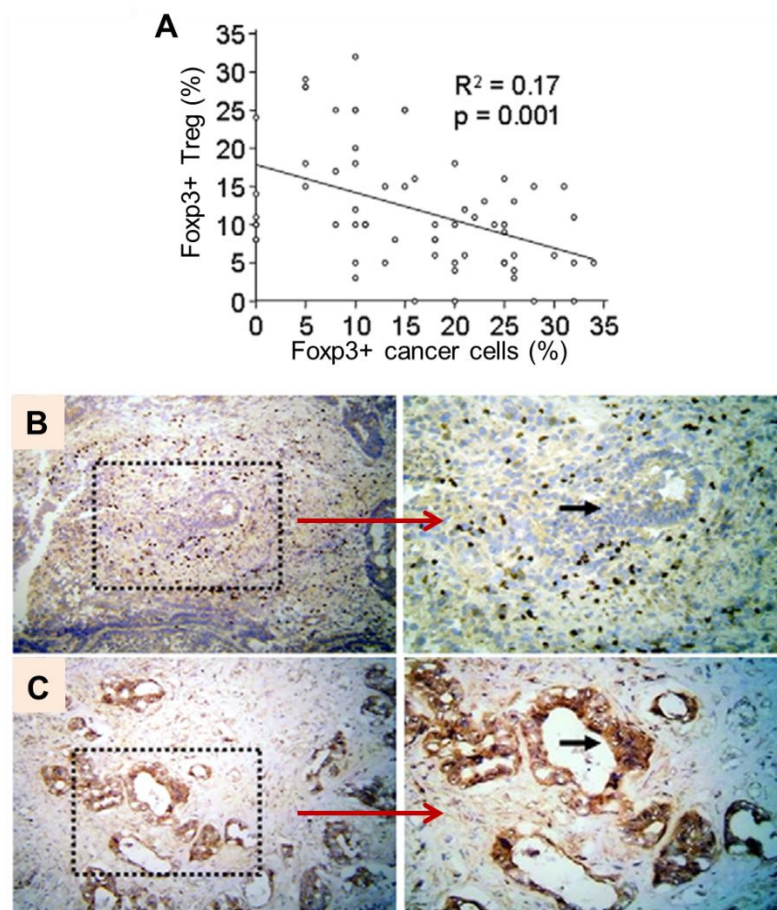 A
35
30
25
20
15
10
5
0
Foxp3+ Treg (%)
R² = 0.17
p = 0.001
0 5 10 15 20 25 30 35
Foxp3+ cancer cells (%)
B
C